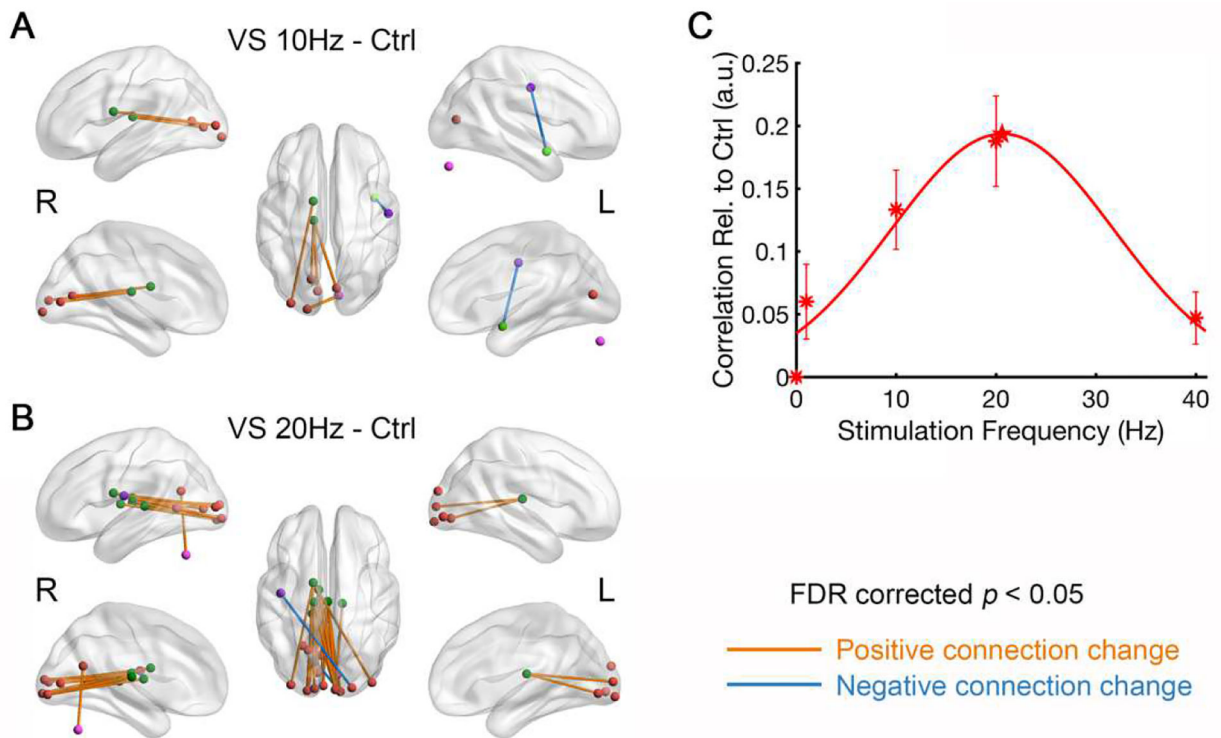 A
VS 10Hz - Ctrl
R
L
B
VS 20Hz - Ctrl
R
L
C
Correlation Rel. to Ctrl (a.u.)
0.25
0.2
0.15
0.1
0.05
0
0 10 20 30 40
Stimulation Frequency (Hz)
FDR corrected p < 0.05
Positive connection change
Negative connection change